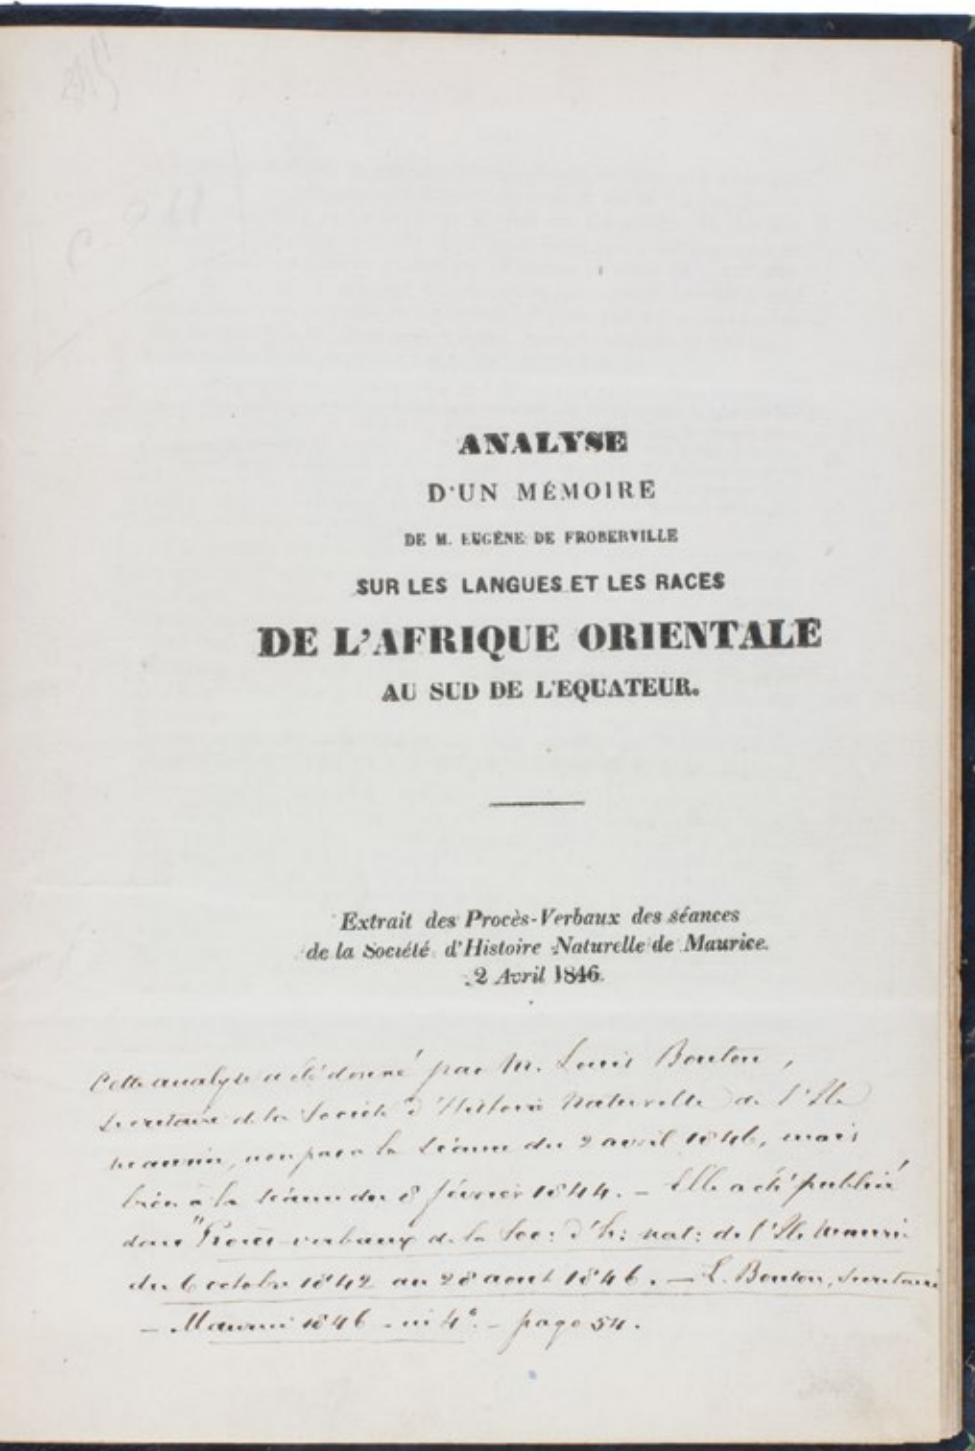 ANALYSE
D'UN MÉMOIRE
DE M. EUGÈNE DE FROBERVILLE
SUR LES LANGUES ET LES RACES
DE L'AFRIQUE ORIENTALE
AU SUD DE L'EQUATEUR.
Extrait des Procès-Verbaux des séances
de la Société d'Histoire Naturelle de Maurice.
2 Avril 1846.
Cette analyse a été donné par M. Louis Bouton,
Secretaire de la Société d'Histoire Naturelle de l'Ile
Maurice, non pas a la Séance du 2 avril 1846, mais
bien à la Séance du 8 février 1844. — Elle a été publié
dans "Procès-verbaux de la Soc: d'h: nat: de l'Ile Maurice
du 6 octobre 1842 au 28 aout 1846. — L. Bouton, Secretaire
— Maurice 1846 - in 4°. - page 54.